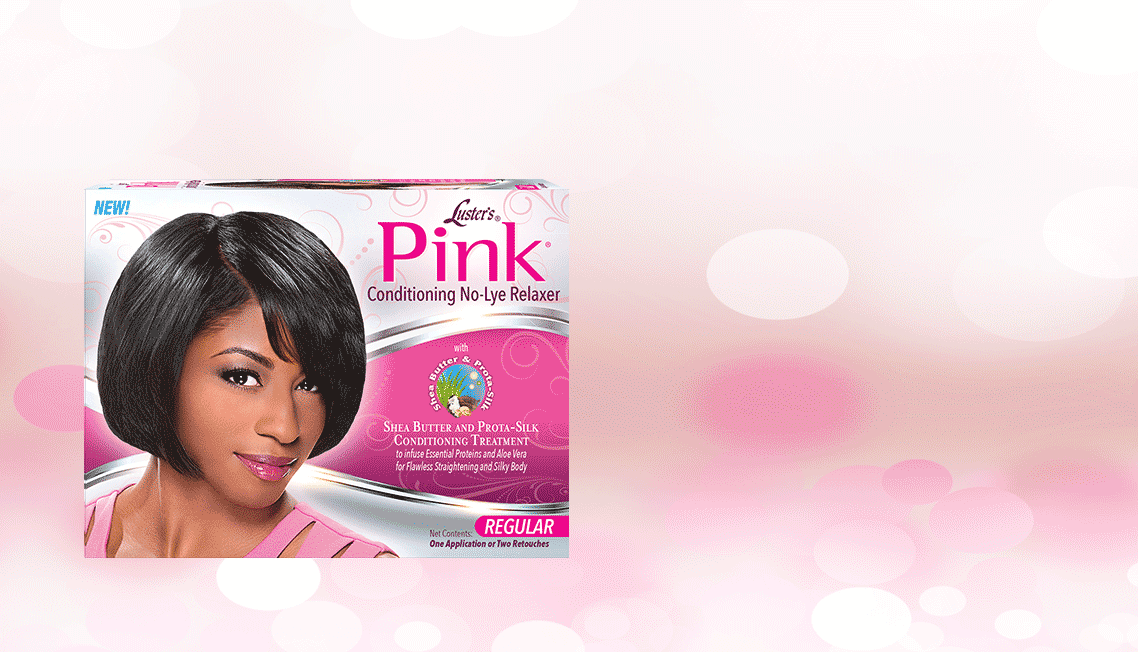 NEW!
Luster's®
Pink®
Conditioning No-Lye Relaxer
with
Shea Butter & Prota-Silk
SHEA BUTTER AND PROTA-SILK
CONDITIONING TREATMENT
to infuse Essential Proteins and Aloe Vera
for Flawless Straightening and Silky Body
Net Contents:
REGULAR
One Application or Two Retouches